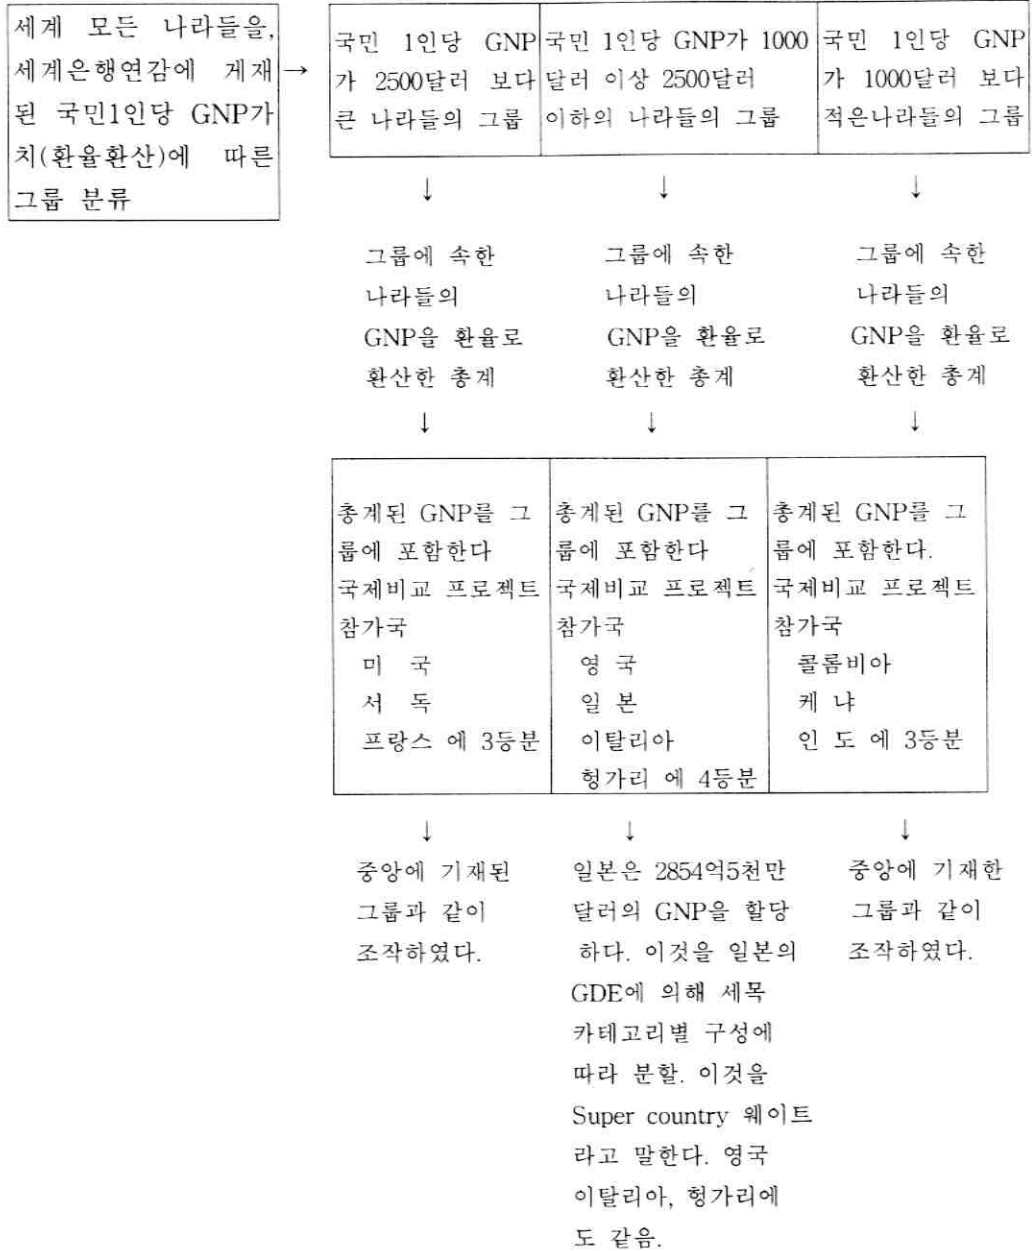 세계 모든 나라들을,
세계은행연감에 게재
된 국민1인당 GNP가
치(환율환산)에 따른
그룹 분류
→
국민 1인당 GNP
가 2500달러 보다
큰 나라들의 그룹
국민 1인당 GNP가 1000
달러 이상 2500달러
이하의 나라들의 그룹
국민 1인당 GNP
가 1000달러 보다
적은나라들의 그룹
↓ ↓ ↓
그룹에 속한
나라들의
GNP을 환율로
환산한 총계
그룹에 속한
나라들의
GNP을 환율로
환산한 총계
그룹에 속한
나라들의
GNP을 환율로
환산한 총계
↓ ↓ ↓
총계된 GNP를 그
룹에 포함한다
국제비교 프로젝트
참가국
미 국
서 독
프랑스 에 3등분
총계된 GNP를 그
룹에 포함한다
국제비교 프로젝트
참가국
영 국
일 본
이탈리아
헝가리 에 4등분
총계된 GNP를 그
룹에 포함한다.
국제비교 프로젝트
참가국
콜롬비아
케 냐
인 도 에 3등분
↓ ↓ ↓
중앙에 기재된
그룹과 같이
조작하였다.
일본은 2854억5천만
달러의 GNP을 할당
하다. 이것을 일본의
GDE에 의해 세목
카테고리별 구성에
따라 분할. 이것을
Super country 웨이트
라고 말한다. 영국
이탈리아, 헝가리에
도 같음.
중앙에 기재한
그룹과 같이
조작하였다.